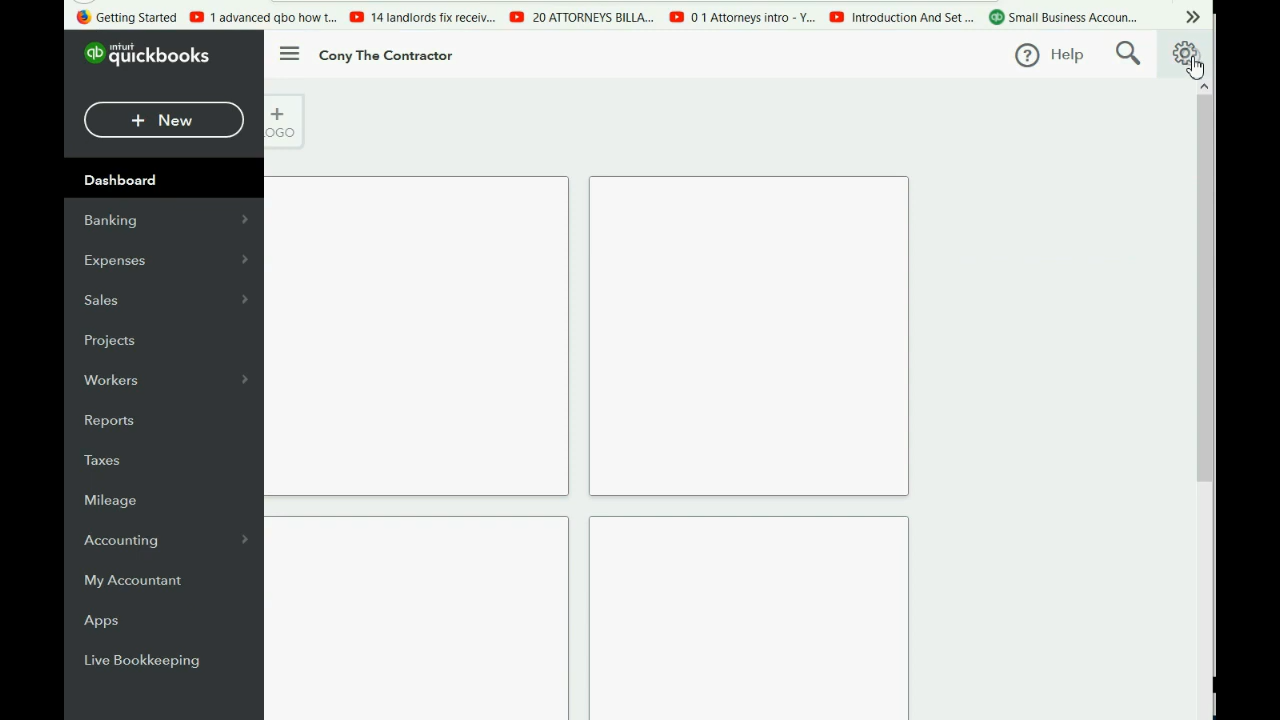 Getting Started 1 advanced qbo how t... 14 landlords fix receiv... 20 ATTORNEYS BILLA... 0 1 Attorneys intro - Y... Introduction And Set ... Small Business Accoun...
intuit quickbooks
Cony The Contractor
Help
+ New
+ LOGO
Dashboard
Banking
Expenses
Sales
Projects
Workers
Reports
Taxes
Mileage
Accounting
My Accountant
Apps
Live Bookkeeping